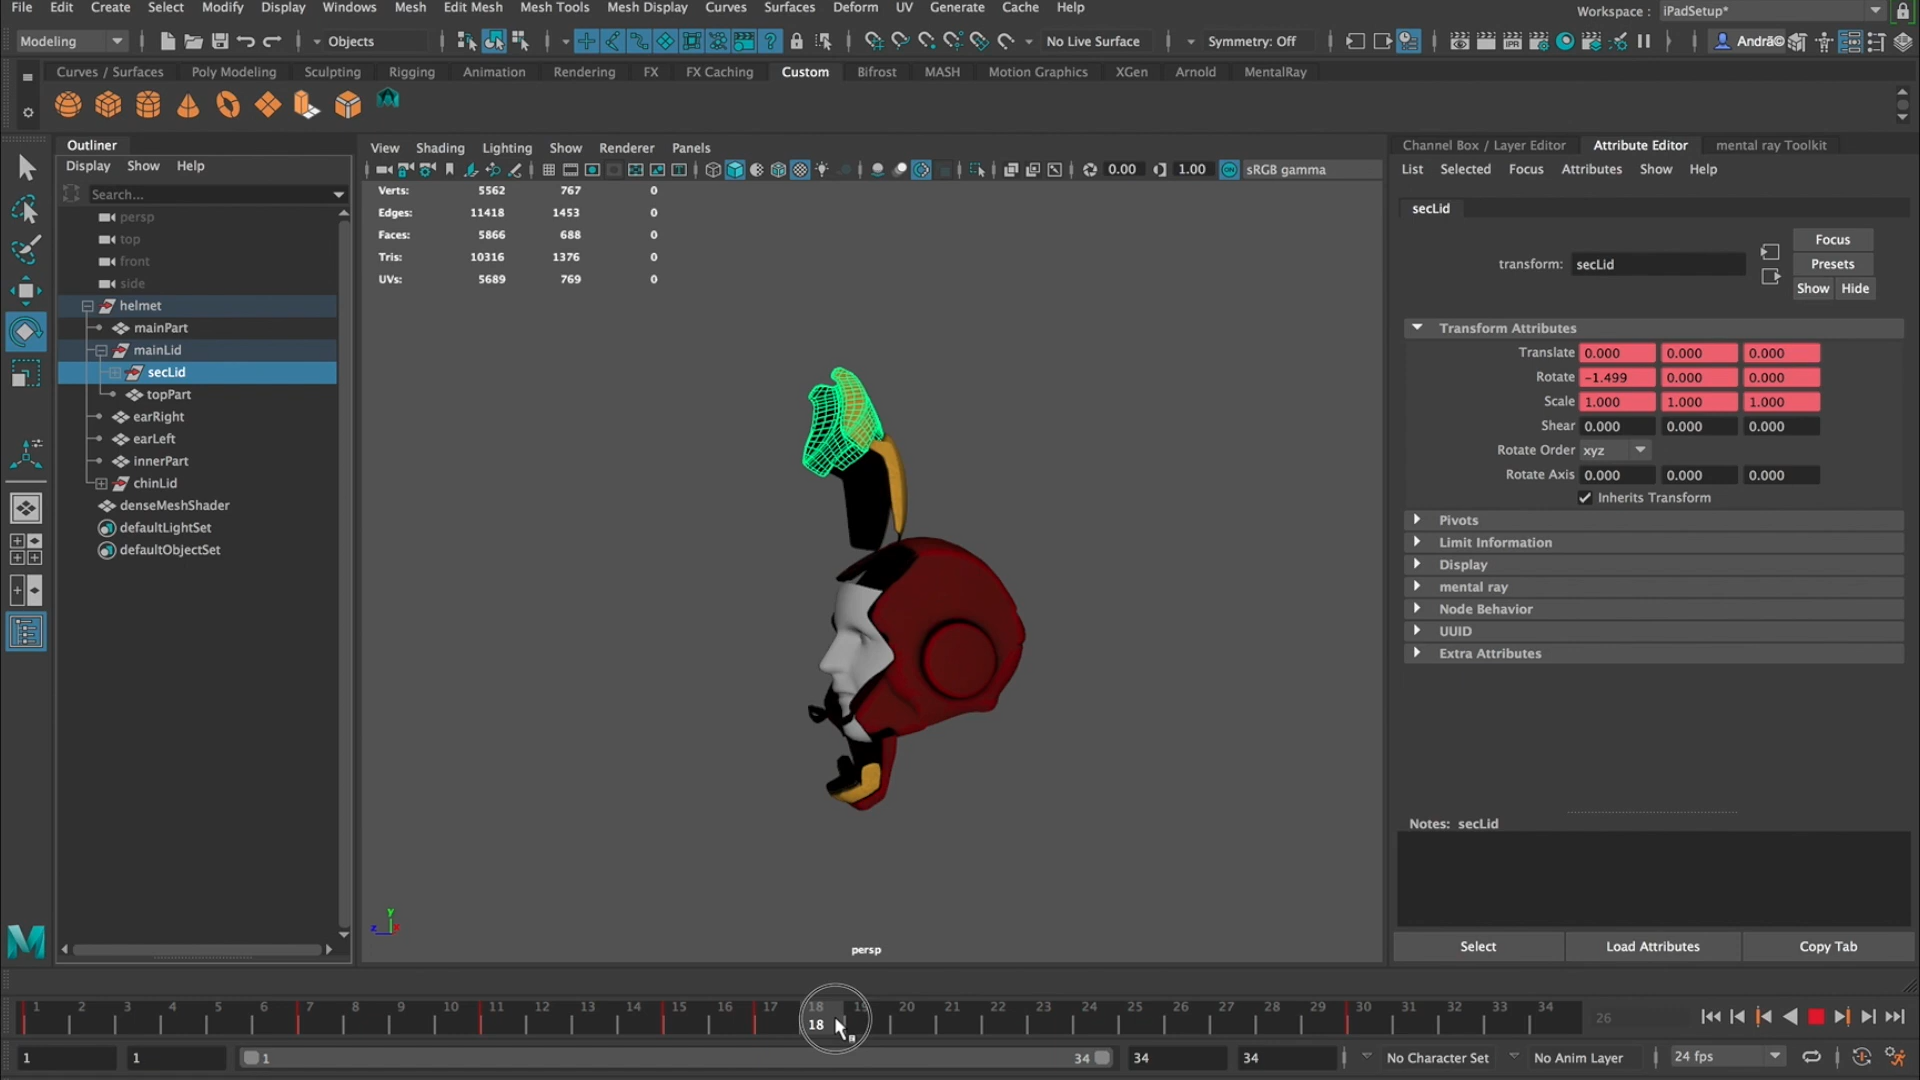 File Edit Create Select Modify Display Windows Mesh Edit Mesh Mesh Tools Mesh Display Curves Surfaces Deform UV Generate Cache Help
Workspace : iPadSetup*
Modeling Objects No Live Surface Symmetry: Off Andrã©
Curves / Surfaces Poly Modeling Sculpting Rigging Animation Rendering FX FX Caching Custom Bifrost MASH Motion Graphics XGen Arnold MentalRay
Outliner
Display Show Help
Search...
persp
top
front
side
helmet
mainPart
mainLid
secLid
topPart
earRight
earLeft
innerPart
chinLid
denseMeshShader
defaultLightSet
defaultObjectSet
View Shading Lighting Show Renderer Panels
0.00 1.00 sRGB gamma
Verts: 5562 767 0
Edges: 11418 1453 0
Faces: 5866 688 0
Tris: 10316 1376 0
UVs: 5689 769 0
persp
Channel Box / Layer Editor Attribute Editor mental ray Toolkit
List Selected Focus Attributes Show Help
secLid
transform: secLid
Focus
Presets
Show Hide
Transform Attributes
Translate 0.000 0.000 0.000
Rotate -1.499 0.000 0.000
Scale 1.000 1.000 1.000
Shear 0.000 0.000 0.000
Rotate Order xyz
Rotate Axis 0.000 0.000 0.000
Inherits Transform
Pivots
Limit Information
Display
mental ray
Node Behavior
UUID
Extra Attributes
Notes: secLid
Select Load Attributes Copy Tab
1 2 3 4 5 6 7 8 9 10 11 12 13 14 15 16 17 18 19 20 21 22 23 24 25 26 27 28 29 30 31 32 33 34
18
26
1 1 1 34 34 34 No Character Set No Anim Layer 24 fps